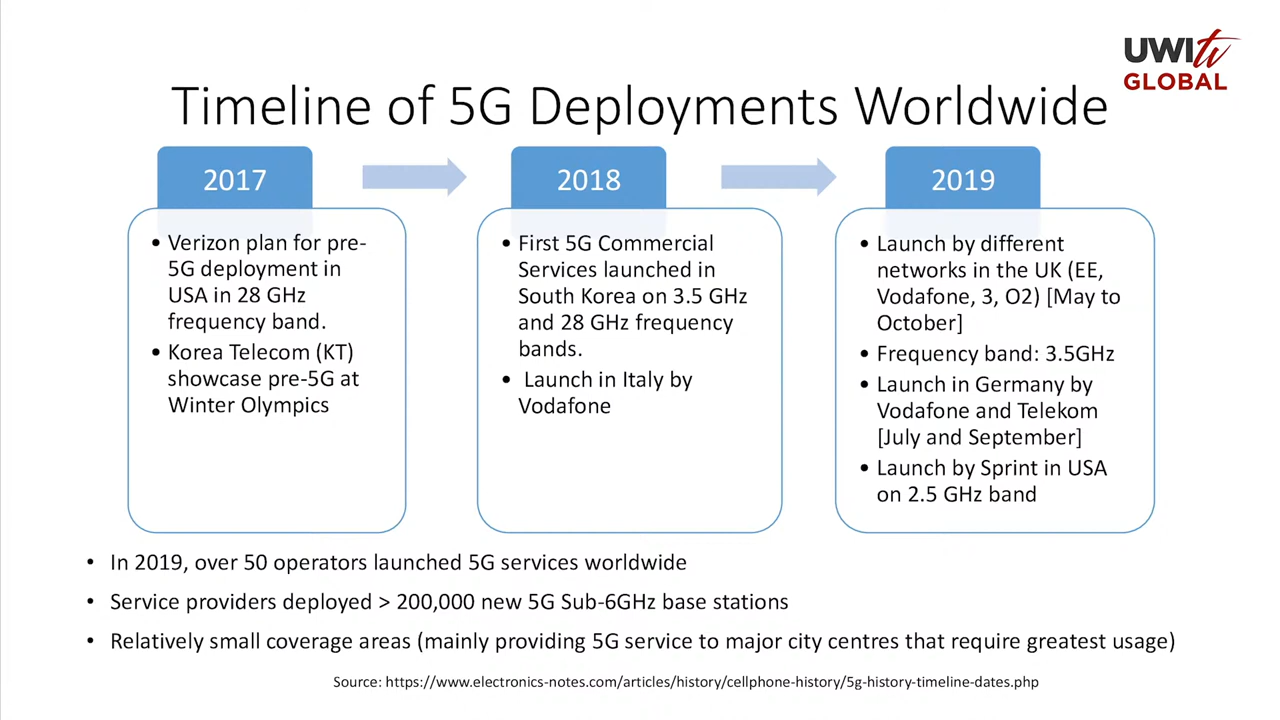 UWI tv
GLOBAL
Timeline of 5G Deployments Worldwide
2017
• Verizon plan for pre-
5G deployment in
USA in 28 GHz
frequency band.
• Korea Telecom (KT)
showcase pre-5G at
Winter Olympics
2018
• First 5G Commercial
Services launched in
South Korea on 3.5 GHz
and 28 GHz frequency
bands.
• Launch in Italy by
Vodafone
2019
• Launch by different
networks in the UK (EE,
Vodafone, 3, O2) [May to
October]
• Frequency band: 3.5GHz
• Launch in Germany by
Vodafone and Telekom
[July and September]
• Launch by Sprint in USA
on 2.5 GHz band
• In 2019, over 50 operators launched 5G services worldwide
• Service providers deployed > 200,000 new 5G Sub-6GHz base stations
• Relatively small coverage areas (mainly providing 5G service to major city centres that require greatest usage)
Source: https://www.electronics-notes.com/articles/history/cellphone-history/5g-history-timeline-dates.php